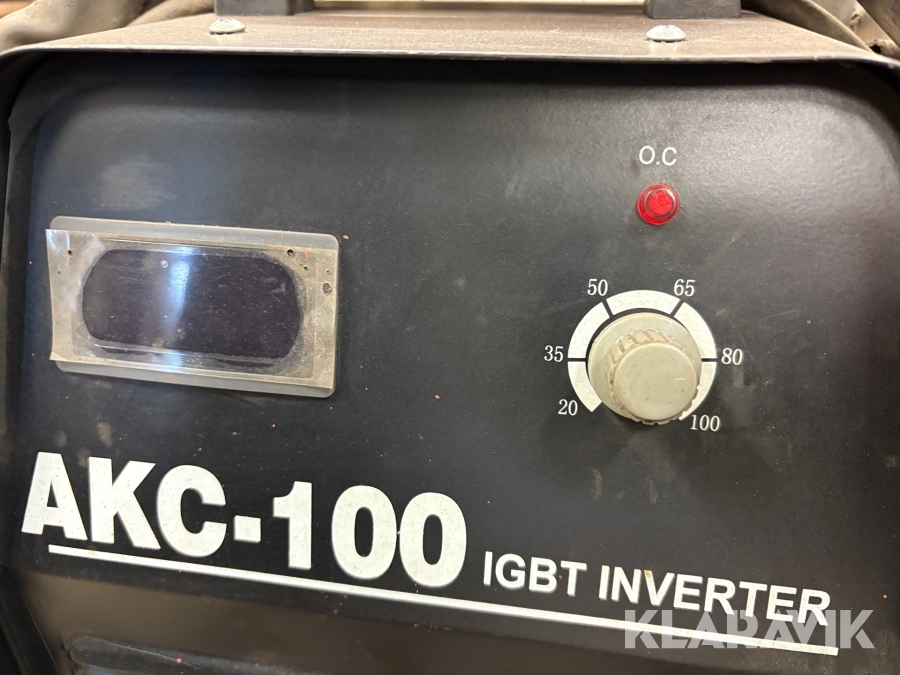 O.C
50 65
35 80
20 100
AKC-100 IGBT INVERTER
KLARAVIK